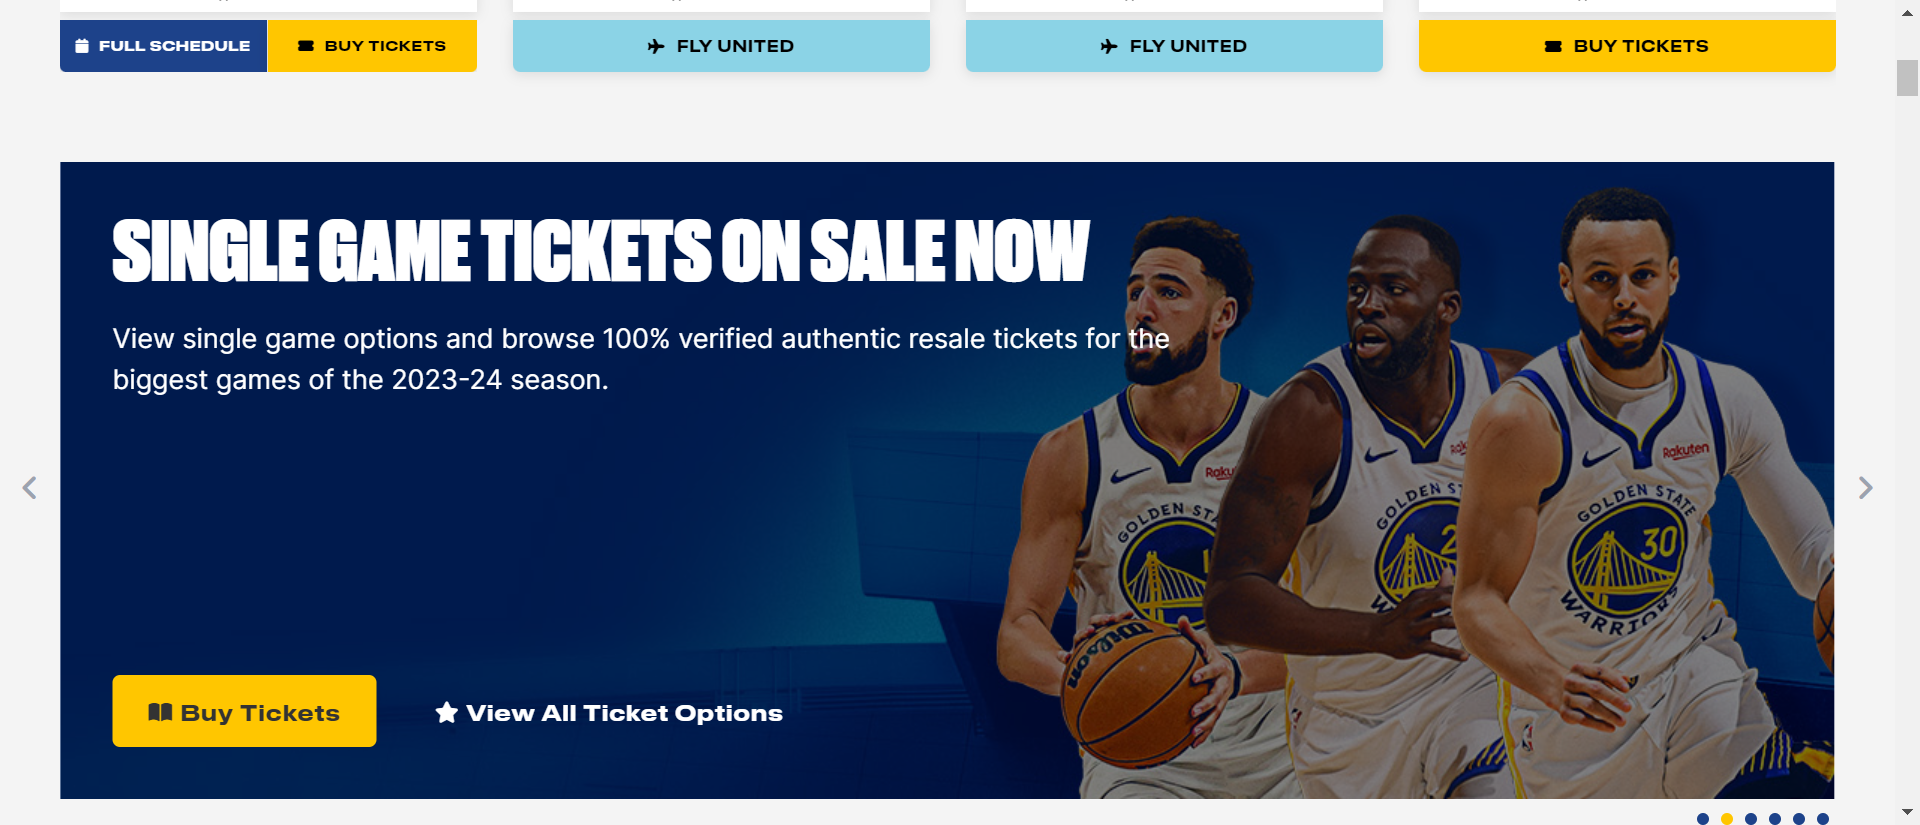 FULL SCHEDULE
BUY TICKETS
FLY UNITED
FLY UNITED
BUY TICKETS
SINGLE GAME TICKETS ON SALE NOW
View single game options and browse 100% verified authentic resale tickets for the
biggest games of the 2023-24 season.
Rakuten
GOLDEN STATE
30
WARRIORS
GOLDEN ST
2
W
GOLDEN STA
Raku
Wilson
Buy Tickets
View All Ticket Options